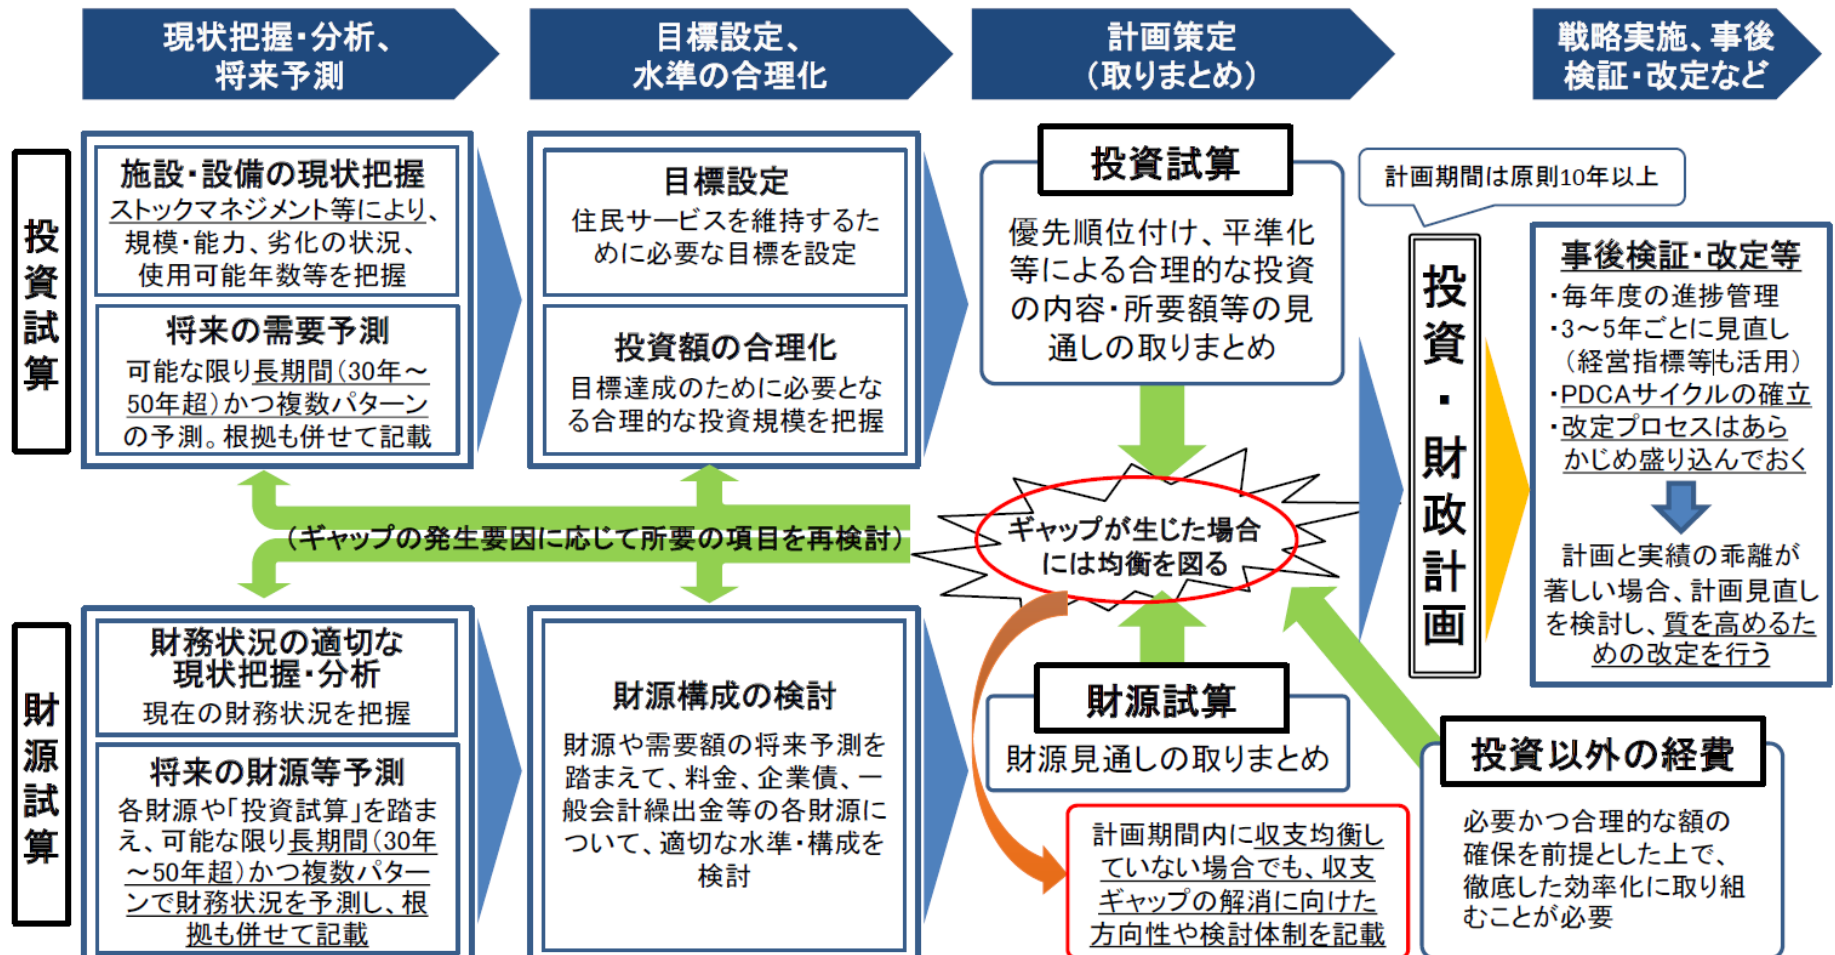 現状把握・分析、
将来予測
目標設定、
水準の合理化
計画策定
(取りまとめ)
戦略実施、事後
検証・改定など
投資試算
施設・設備の現状把握
ストックマネジメント等により、
規模・能力、劣化の状況、
使用可能年数等を把握
将来の需要予測
可能な限り長期間(30年～
50年超)かつ複数パターン
の予測。根拠も併せて記載
目標設定
住民サービスを維持するた
めに必要な目標を設定
投資額の合理化
目標達成のために必要とな
る合理的な投資規模を把握
投資試算
優先順位付け、平準化
等による合理的な投資
の内容・所要額等の見
通しの取りまとめ
計画期間は原則10年以上
投資・財政計画
事後検証・改定等
・毎年度の進捗管理
・3～5年ごとに見直し
(経営指標等も活用)
・PDCAサイクルの確立
・改定プロセスはあら
かじめ盛り込んでおく
計画と実績の乖離が
著しい場合、計画見直し
を検討し、質を高めるた
めの改定を行う
(ギャップの発生要因に応じて所要の項目を再検討)
ギャップが生じた場合
には均衡を図る
財源試算
財務状況の適切な
現状把握・分析
現在の財務状況を把握
将来の財源等予測
各財源や「投資試算」を踏ま
え、可能な限り長期間(30年
～50年超)かつ複数パター
ンで財務状況を予測し、根
拠も併せて記載
財源構成の検討
財源や需要額の将来予測を
踏まえて、料金、企業債、一
般会計繰出金等の各財源に
ついて、適切な水準・構成を
検討
財源試算
財源見通しの取りまとめ
計画期間内に収支均衡し
ていない場合でも、収支
ギャップの解消に向けた
方向性や検討体制を記載
投資以外の経費
必要かつ合理的な額の
確保を前提とした上で、
徹底した効率化に取り組
むことが必要